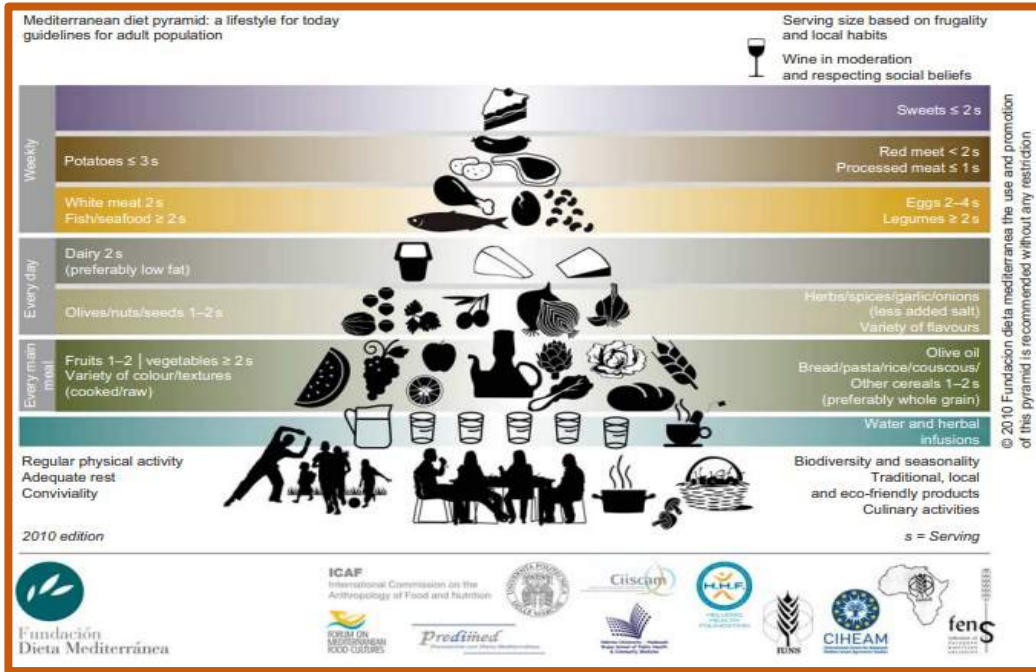 Mediterranean diet pyramid: a lifestyle for today
guidelines for adult population
Serving size based on frugality
and local habits
Wine in moderation
and respecting social beliefs
Weekly
Sweets ≤ 2 s
Potatoes ≤ 3 s
Red meet < 2 s
Processed meat ≤ 1 s
White meat 2 s
Fish/seafood ≥ 2 s
Eggs 2–4 s
Legumes ≥ 2 s
Every day
Dairy 2 s
(preferably low fat)
Olives/nuts/seeds 1–2 s
Herbs/spices/garlic/onions
(less added salt)
Variety of flavours
Every main
meal
Fruits 1–2 | vegetables ≥ 2 s
Variety of colour/textures
(cooked/raw)
Olive oil
Bread/pasta/rice/couscous/
Other cereals 1–2 s
(preferably whole grain)
Water and herbal
infusions
© 2010 Fundacion dieta mediterranea the use and promotion
of this pyramid is recommended without any restriction
Regular physical activity
Adequate rest
Conviviality
Biodiversity and seasonality
Traditional, local
and eco-friendly products
Culinary activities
2010 edition
s = Serving
Fundación
Dieta Mediterránea
ICAF
International Commission on the
Anthropology of Food and Nutrition
FORUM ON
MEDITERRANEAN
FOOD CULTURES
Predimed
Ciiscam
H.H.F.
HELLENIC
HEALTH
FOUNDATION
IUNS
CIHEAM
fens